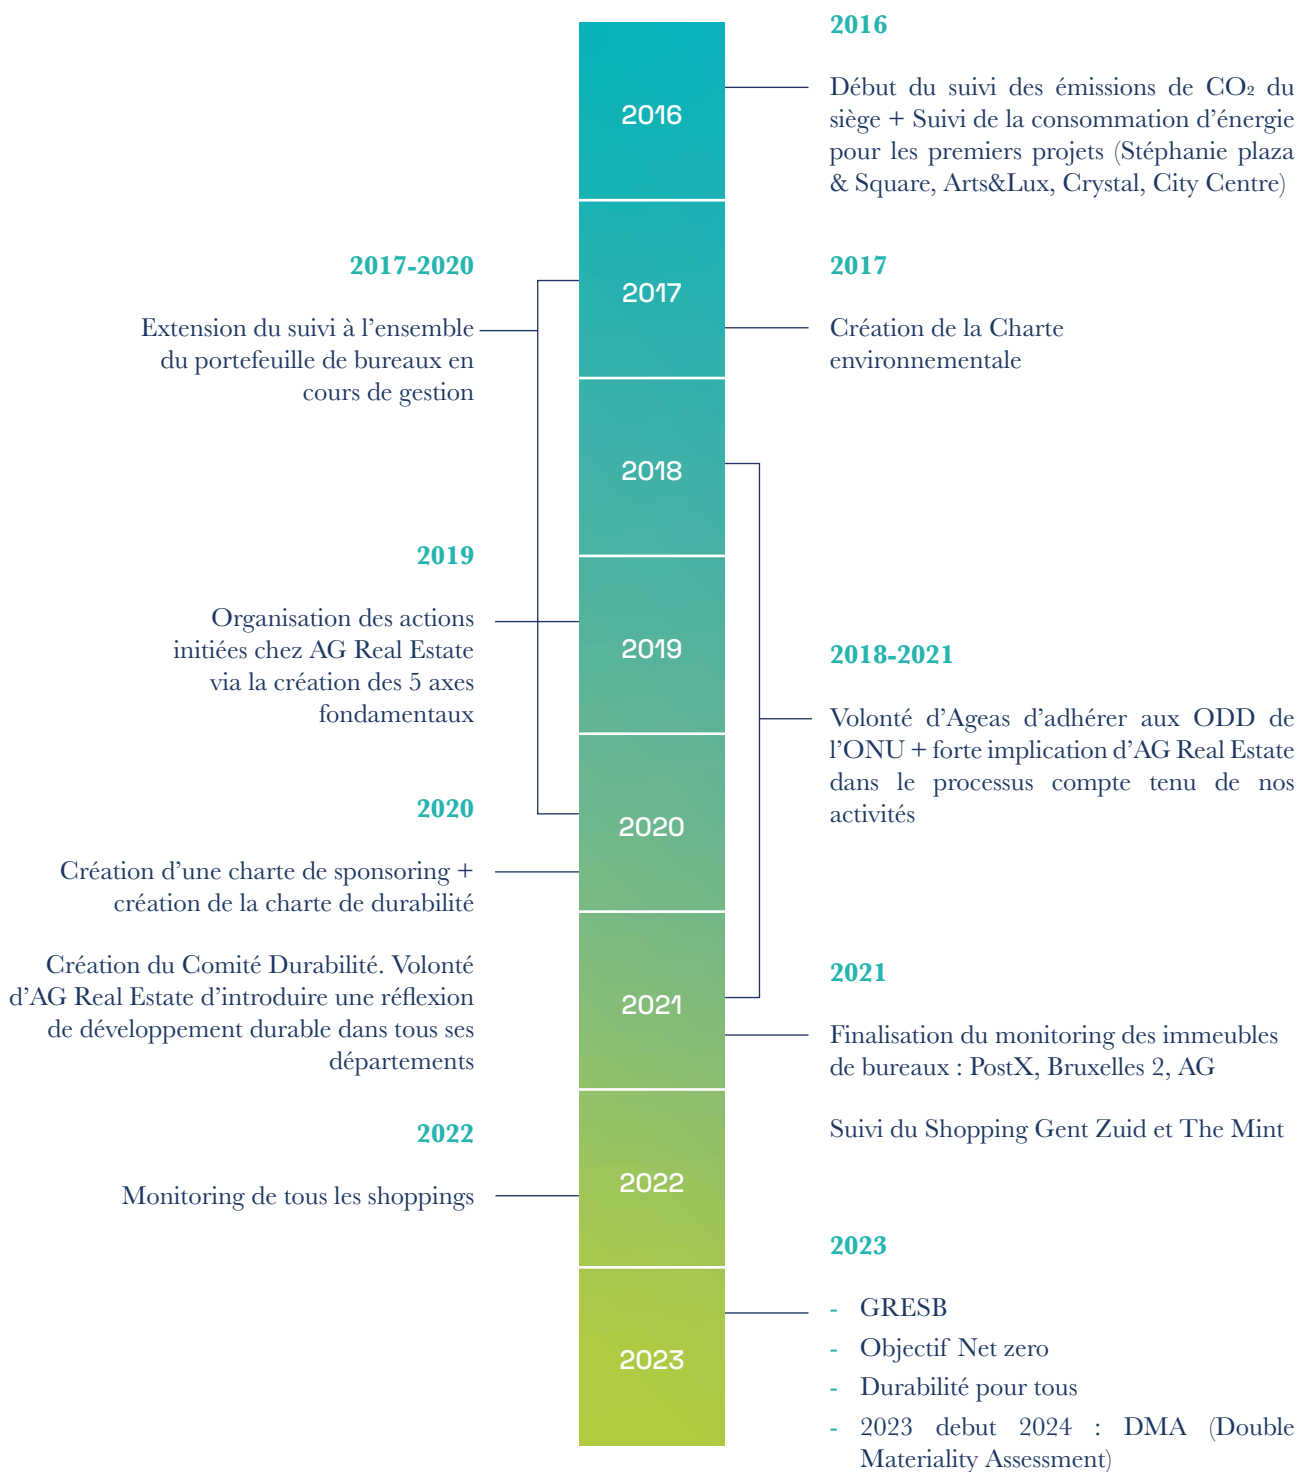 2016
Début du suivi des émissions de CO₂ du
siège + Suivi de la consommation d’énergie
pour les premiers projets (Stéphanie plaza
& Square, Arts&Lux, Crystal, City Centre)
2016
2017-2020
Extension du suivi à l’ensemble
du portefeuille de bureaux en
cours de gestion
2017
2017
Création de la Charte
environnementale
2018
2019
Organisation des actions
initiées chez AG Real Estate
via la création des 5 axes
fondamentaux
2019
2018-2021
Volonté d’Ageas d’adhérer aux ODD de
l’ONU + forte implication d’AG Real Estate
dans le processus compte tenu de nos
activités
2020
Création d’une charte de sponsoring +
création de la charte de durabilité
Création du Comité Durabilité. Volonté
d’AG Real Estate d’introduire une réflexion
de développement durable dans tous ses
départements
2020
2021
2021
Finalisation du monitoring des immeubles
de bureaux : PostX, Bruxelles 2, AG
Suivi du Shopping Gent Zuid et The Mint
2022
Monitoring de tous les shoppings
2022
2023
- GRESB
- Objectif Net zero
- Durabilité pour tous
- 2023 debut 2024 : DMA (Double
Materiality Assessment)
2023